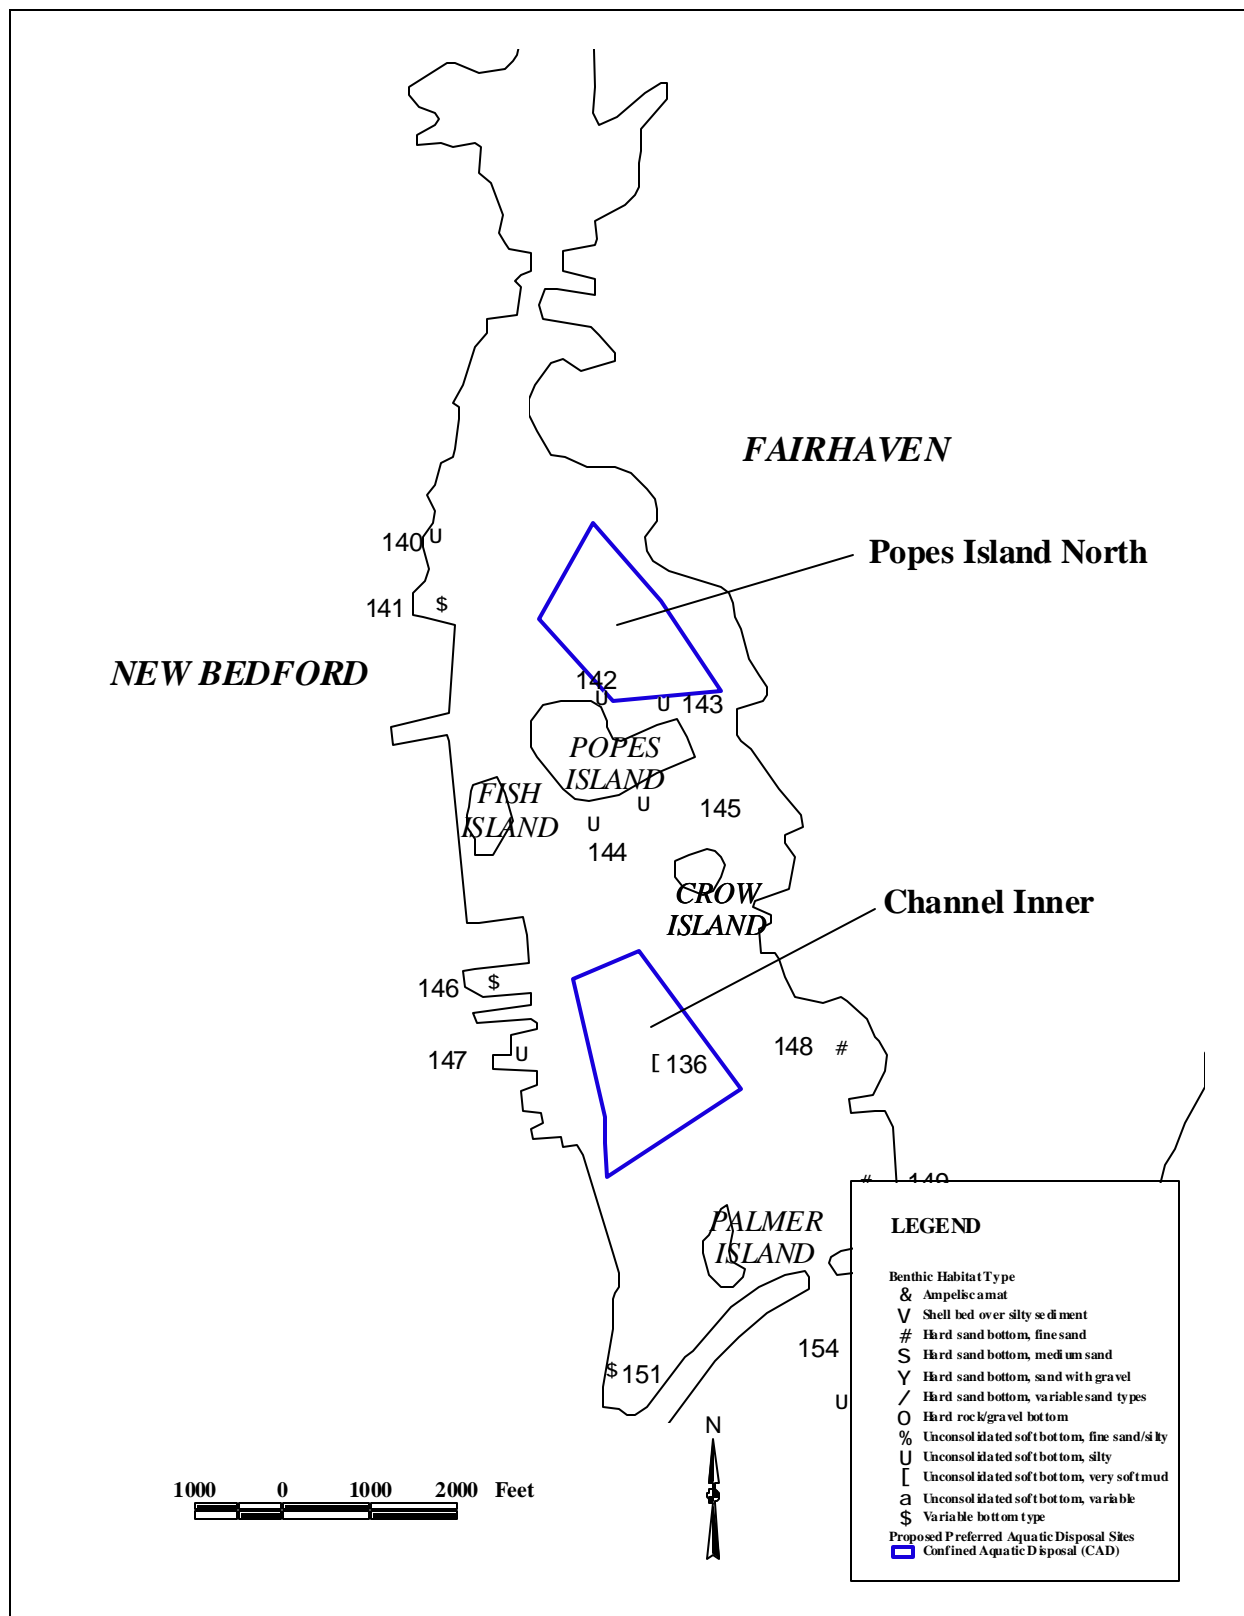 FAIRHAVEN
140 U
Popes Island North
141 $
NEW BEDFORD
142
U
U 143
POPES
ISLAND
FISH
ISLAND
U
145
U
144
CROW
ISLAND
Channel Inner
146 $
147 U
148 #
[ 136
# 149
PALMER
ISLAND
154
$ 151
U
N
1000 0 1000 2000 Feet
LEGEND
Benthic Habitat Type
& Ampelisca mat
V Shell bed over silty sediment
# Hard sand bottom, fine sand
S Hard sand bottom, medium sand
Y Hard sand bottom, sand with gravel
/ Hard sand bottom, variable sand types
O Hard rock/gravel bottom
% Unconsolidated soft bottom, fine sand/silty
U Unconsolidated soft bottom, silty
[ Unconsolidated soft bottom, very soft mud
a Unconsolidated soft bottom, variable
$ Variable bottom type
Proposed Preferred Aquatic Disposal Sites
Confined Aquatic Disposal (CAD)